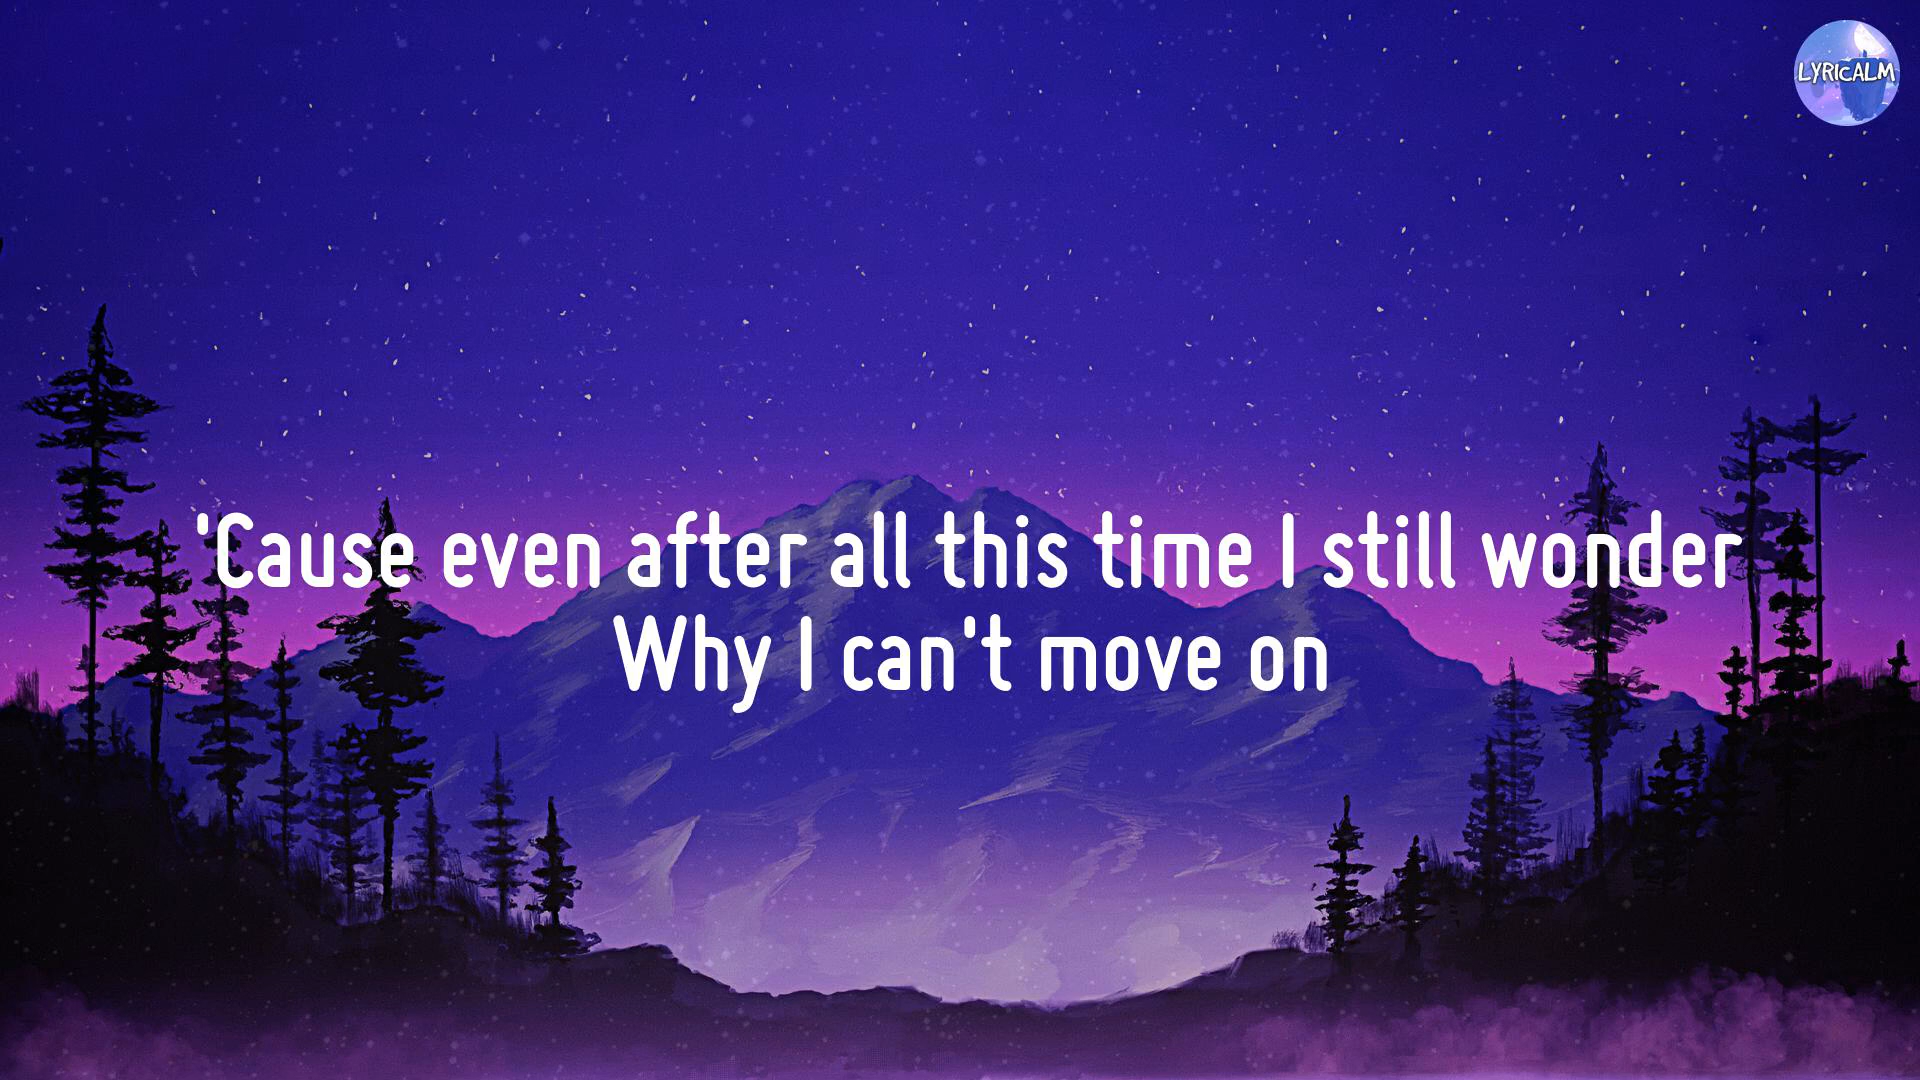 LYRICALM
'Cause even after all this time I still wonder
Why I can't move on